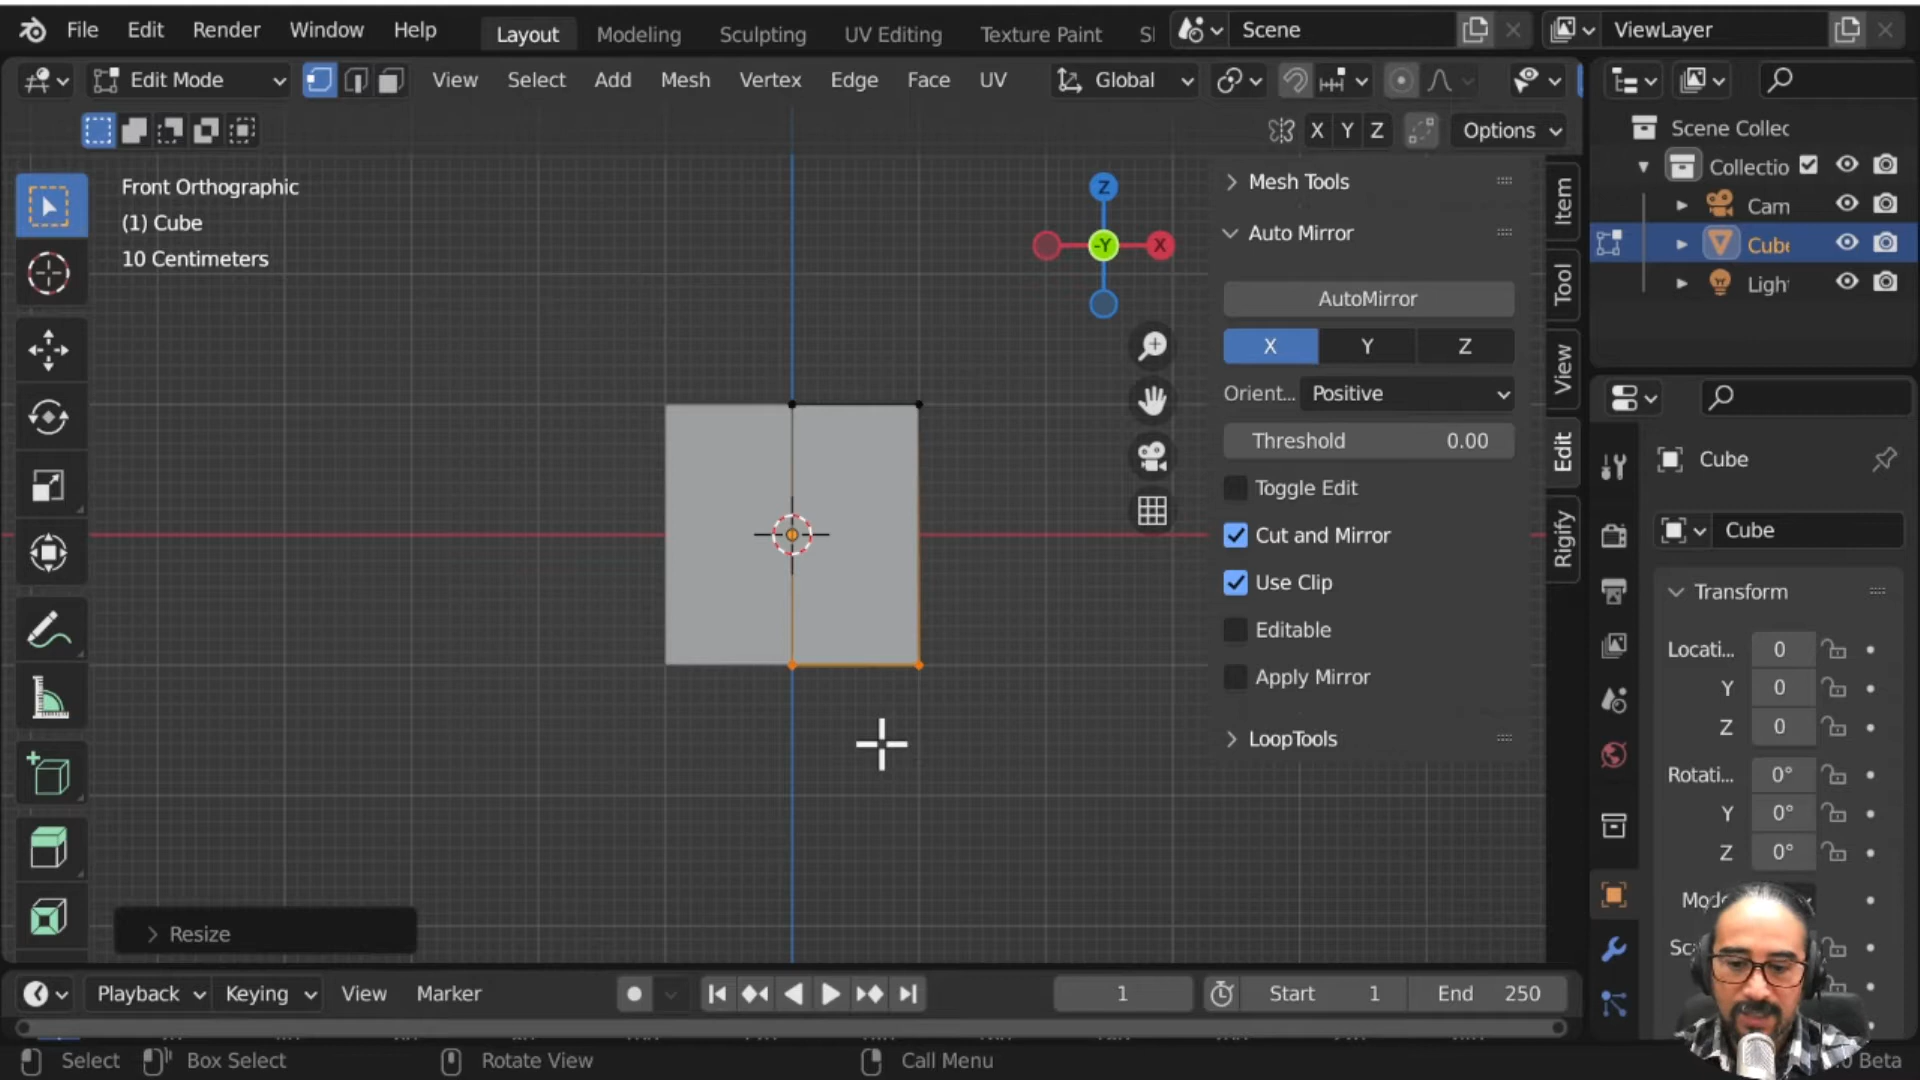 File Edit Render Window Help Layout Modeling Sculpting UV Editing Texture Paint Scene ViewLayer
Edit Mode View Select Add Mesh Vertex Edge Face UV Global
X Y Z Options
Front Orthographic
(1) Cube
10 Centimeters
Z
-Y
X
Mesh Tools
Auto Mirror
AutoMirror
X Y Z
Orient... Positive
Threshold 0.00
Toggle Edit
Cut and Mirror
Use Clip
Editable
Apply Mirror
LoopTools
Item
Tool
View
Edit
Rigify
Scene Collec
Collectio
Cam
Cube
Ligh
Cube
Cube
Transform
Locati... 0
Y 0
Z 0
Rotati... 0°
Y 0°
Z 0°
Resize
Playback Keying View Marker 1 Start 1 End 250
Select Box Select Rotate View Call Menu Beta